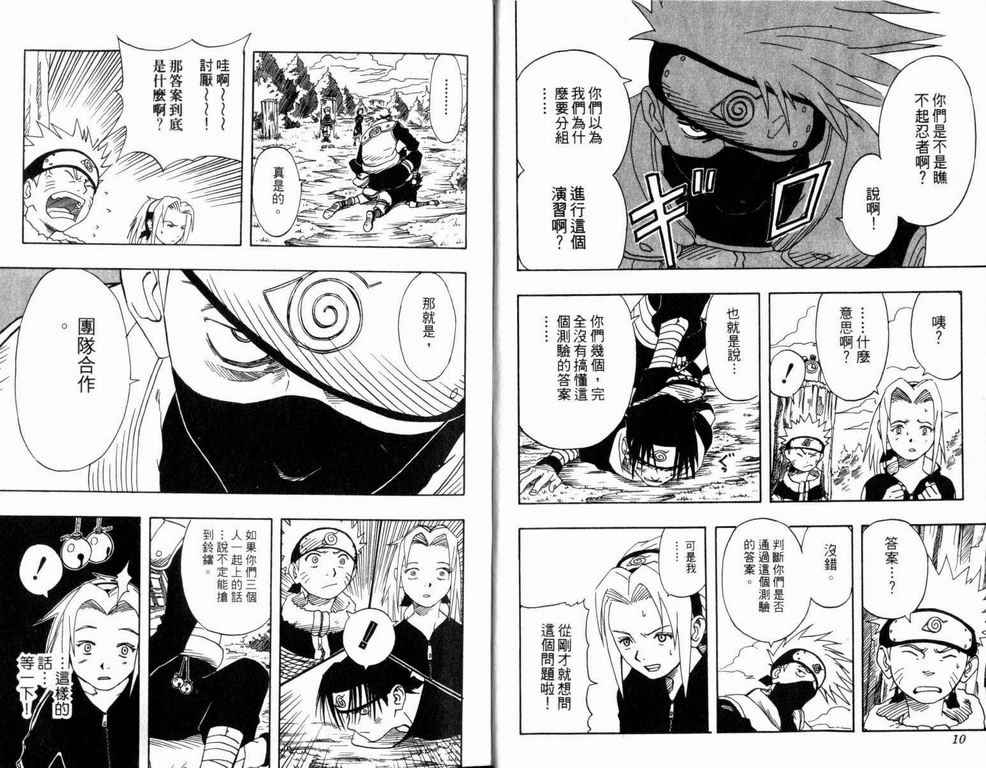 你們是不是瞧
不起忍者啊？
說啊！
你們以為
我們為什
麼要分組
……
進行這個
演習啊？
ギロ
咦？
……什麼
意思啊？
！
也就是說…
你們幾個，完
全沒有搞懂這
個測驗的答案
……
答案…？
沒錯。
判斷你們是否
通過這個測驗
的答案。
…可是我
從剛才就想問
這個問題啦！
10
………
真是的。
哇啊～～～
討厭～～～！
那答案到底
是什麼啊？
那就是，
團隊合作
。
！
如果你們三個
人一起上的話
…說不定能搶
到鈴鐺。
！
…這樣的
話…
等一下！